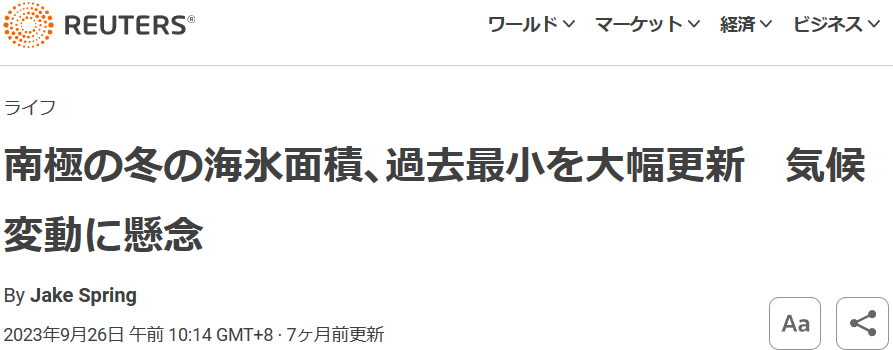 REUTERS®
ワールド マーケット 経済 ビジネス
ライフ
南極の冬の海氷面積、過去最小を大幅更新　気候
変動に懸念
By Jake Spring
2023年9月26日 午前 10:14 GMT+8 · 7ヶ月前更新
Aa